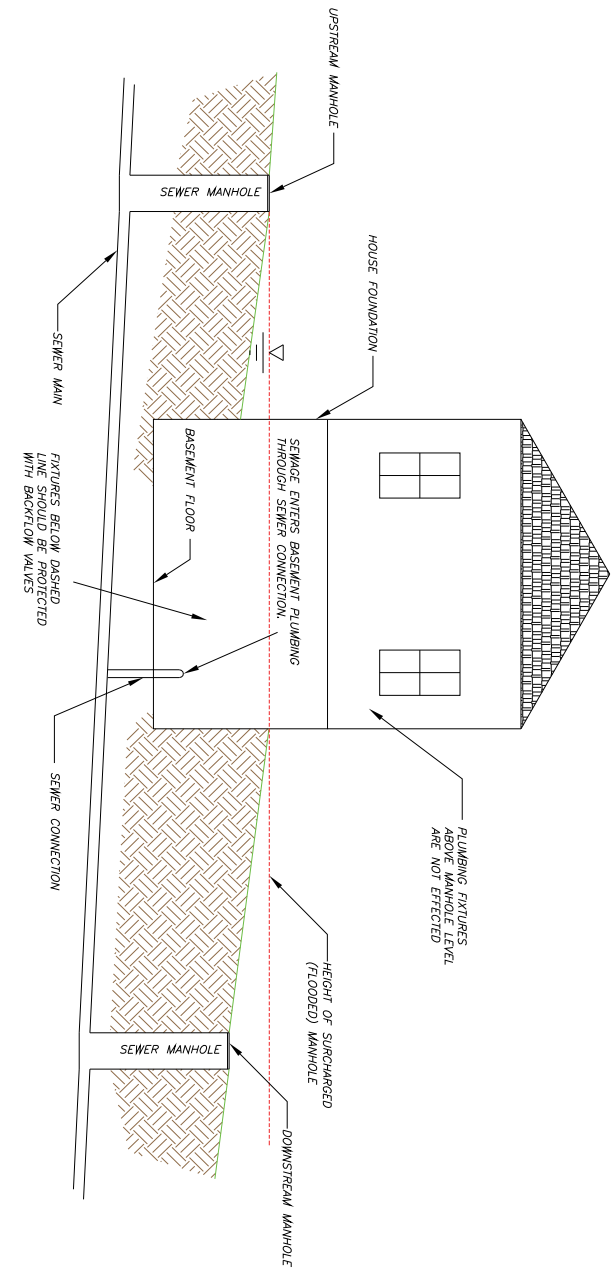 UPSTREAM MANHOLE
SEWER MANHOLE
HOUSE FOUNDATION
SEWER MAIN
BASEMENT FLOOR
SEWAGE ENTERS BASEMENT PLUMBING
THROUGH SEWER CONNECTION.
FIXTURES BELOW DASHED
LINE SHOULD BE PROTECTED
WITH BACKFLOW VALVES
PLUMBING FIXTURES
ABOVE MANHOLE LEVEL
ARE NOT EFFECTED
SEWER CONNECTION
HEIGHT OF SURCHARGED
(FLOODED) MANHOLE
SEWER MANHOLE
DOWNSTREAM MANHOLE